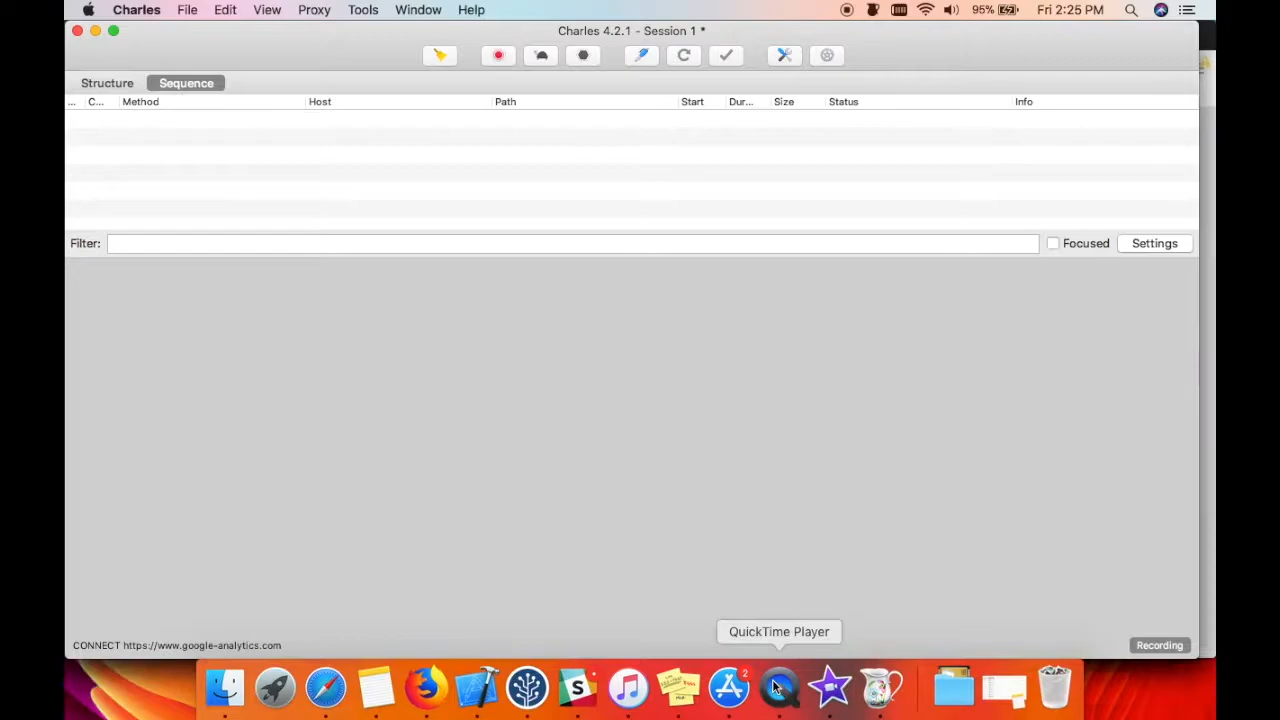 Charles File Edit View Proxy Tools Window Help 95% Fri 2:25 PM
Charles 4.2.1 - Session 1 *
Structure Sequence
... C... Method Host Path Start Dur... Size Status Info
Filter: Focused Settings
QuickTime Player
CONNECT https://www.google-analytics.com Recording
2
S